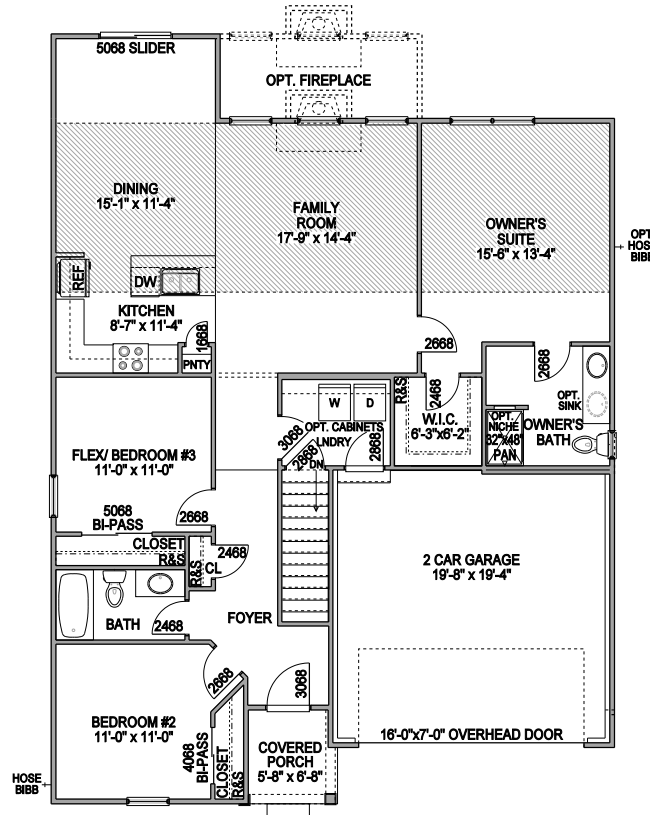 5068 SLIDER
OPT. FIREPLACE
DINING
15'-1" x 11'-4"
FAMILY
ROOM
17'-9" x 14'-4"
OWNER'S
SUITE
15'-6" x 13'-4"
OPT
HOS
BIBB
REF
DW
KITCHEN
8'-7" x 11'-4"
1668
PNTY
2668
2468
2668
R&S
W.I.C.
6'-3"x6'-2"
OPT.
SINK
OPT.
NICHE
32"x48"
PAN
OWNER'S
BATH
W
D
OPT. CABINETS
LNDRY
3068
2868
DN
2868
FLEX/ BEDROOM #3
11'-0" x 11'-0"
5068
BI-PASS
2668
CLOSET
R&S
R&S
CL
2468
2 CAR GARAGE
19'-8" x 19'-4"
BATH
2468
FOYER
2668
3068
BEDROOM #2
11'-0" x 11'-0"
4068
BI-PASS
CLOSET
R&S
COVERED
PORCH
5'-8" x 6'-8"
16'-0"x7'-0" OVERHEAD DOOR
HOSE
BIBB